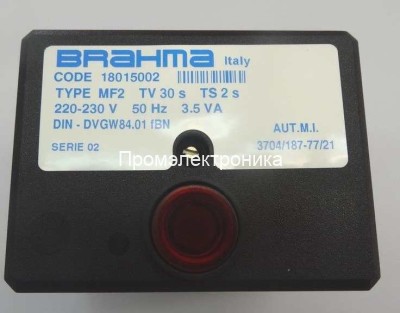 BRAHMA Italy
CODE 18015002
TYPE MF2 TV 30 s TS 2 s
220-230 V 50 Hz 3.5 VA
DIN - DVGW84.01 fBN
AUT.M.I.
Промэлектроника
SERIE 02
3704/187-77/21